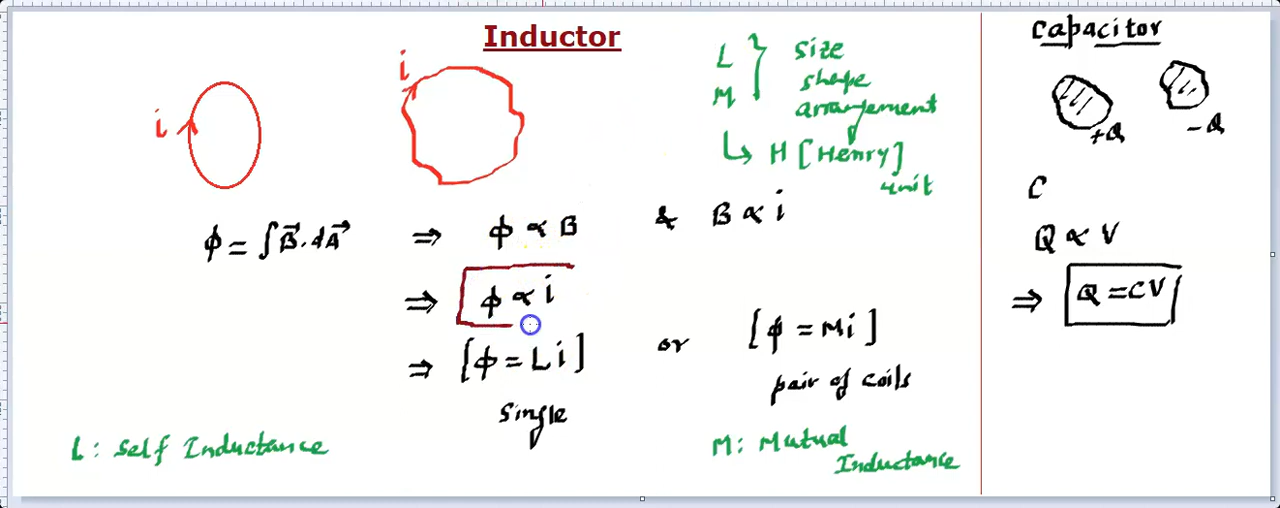 Inductor
i
i
L
M
size
shape
arrangement
↳ H [Henry]
unit
ϕ = ∫B⃗.dA⃗ ⇒ ϕ ∝ B & B ∝ i
⇒ ϕ ∝ i
⇒ [ϕ = Li] or [ϕ = Mi]
single
pair of coils
L : Self Inductance
M : Mutual
Inductance
Capacitor
+Q
-Q
C
Q ∝ V
⇒ Q = CV